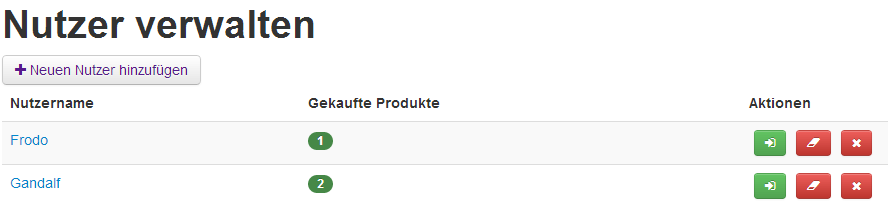 Nutzer verwalten
Neuen Nutzer hinzufügen
Nutzername Gekaufte Produkte Aktionen
Frodo 1
Gandalf 2